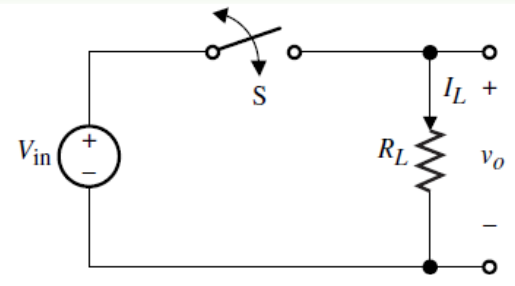 S
I_L +
V_in + −
R_L v_o
−